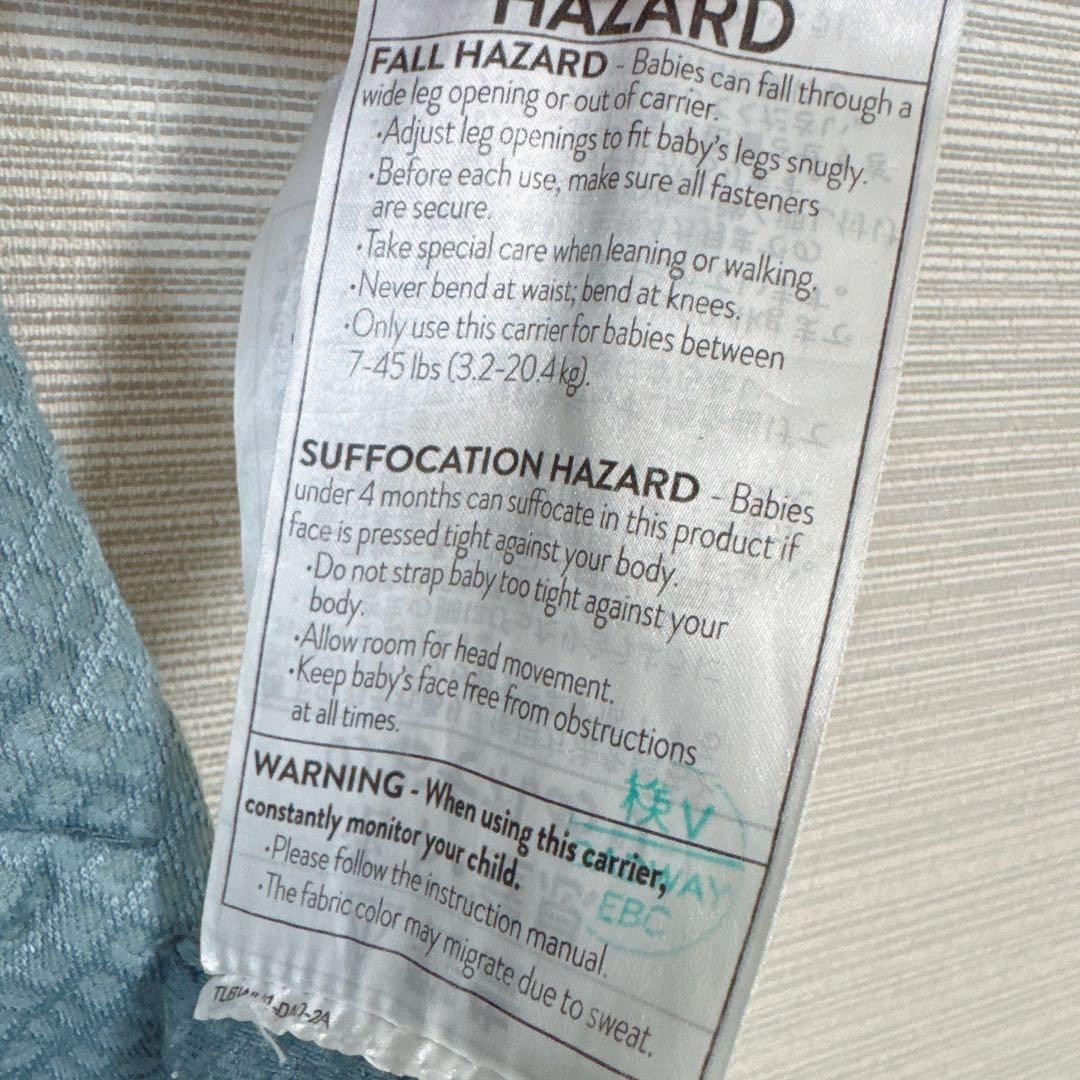 HAZARD
FALL HAZARD - Babies can fall through a
wide leg opening or out of carrier.
·Adjust leg openings to fit baby's legs snugly.
·Before each use, make sure all fasteners
are secure.
·Take special care when leaning or walking.
·Never bend at waist; bend at knees.
·Only use this carrier for babies between
7-45 lbs (3.2-20.4 kg).
SUFFOCATION HAZARD - Babies
under 4 months can suffocate in this product if
face is pressed tight against your body.
·Do not strap baby too tight against your
body.
·Allow room for head movement.
·Keep baby's face free from obstructions
at all times.
検V
WARNING - When using this carrier,
constantly monitor your child.
EBC
·Please follow the instruction manual.
·The fabric color may migrate due to sweat.